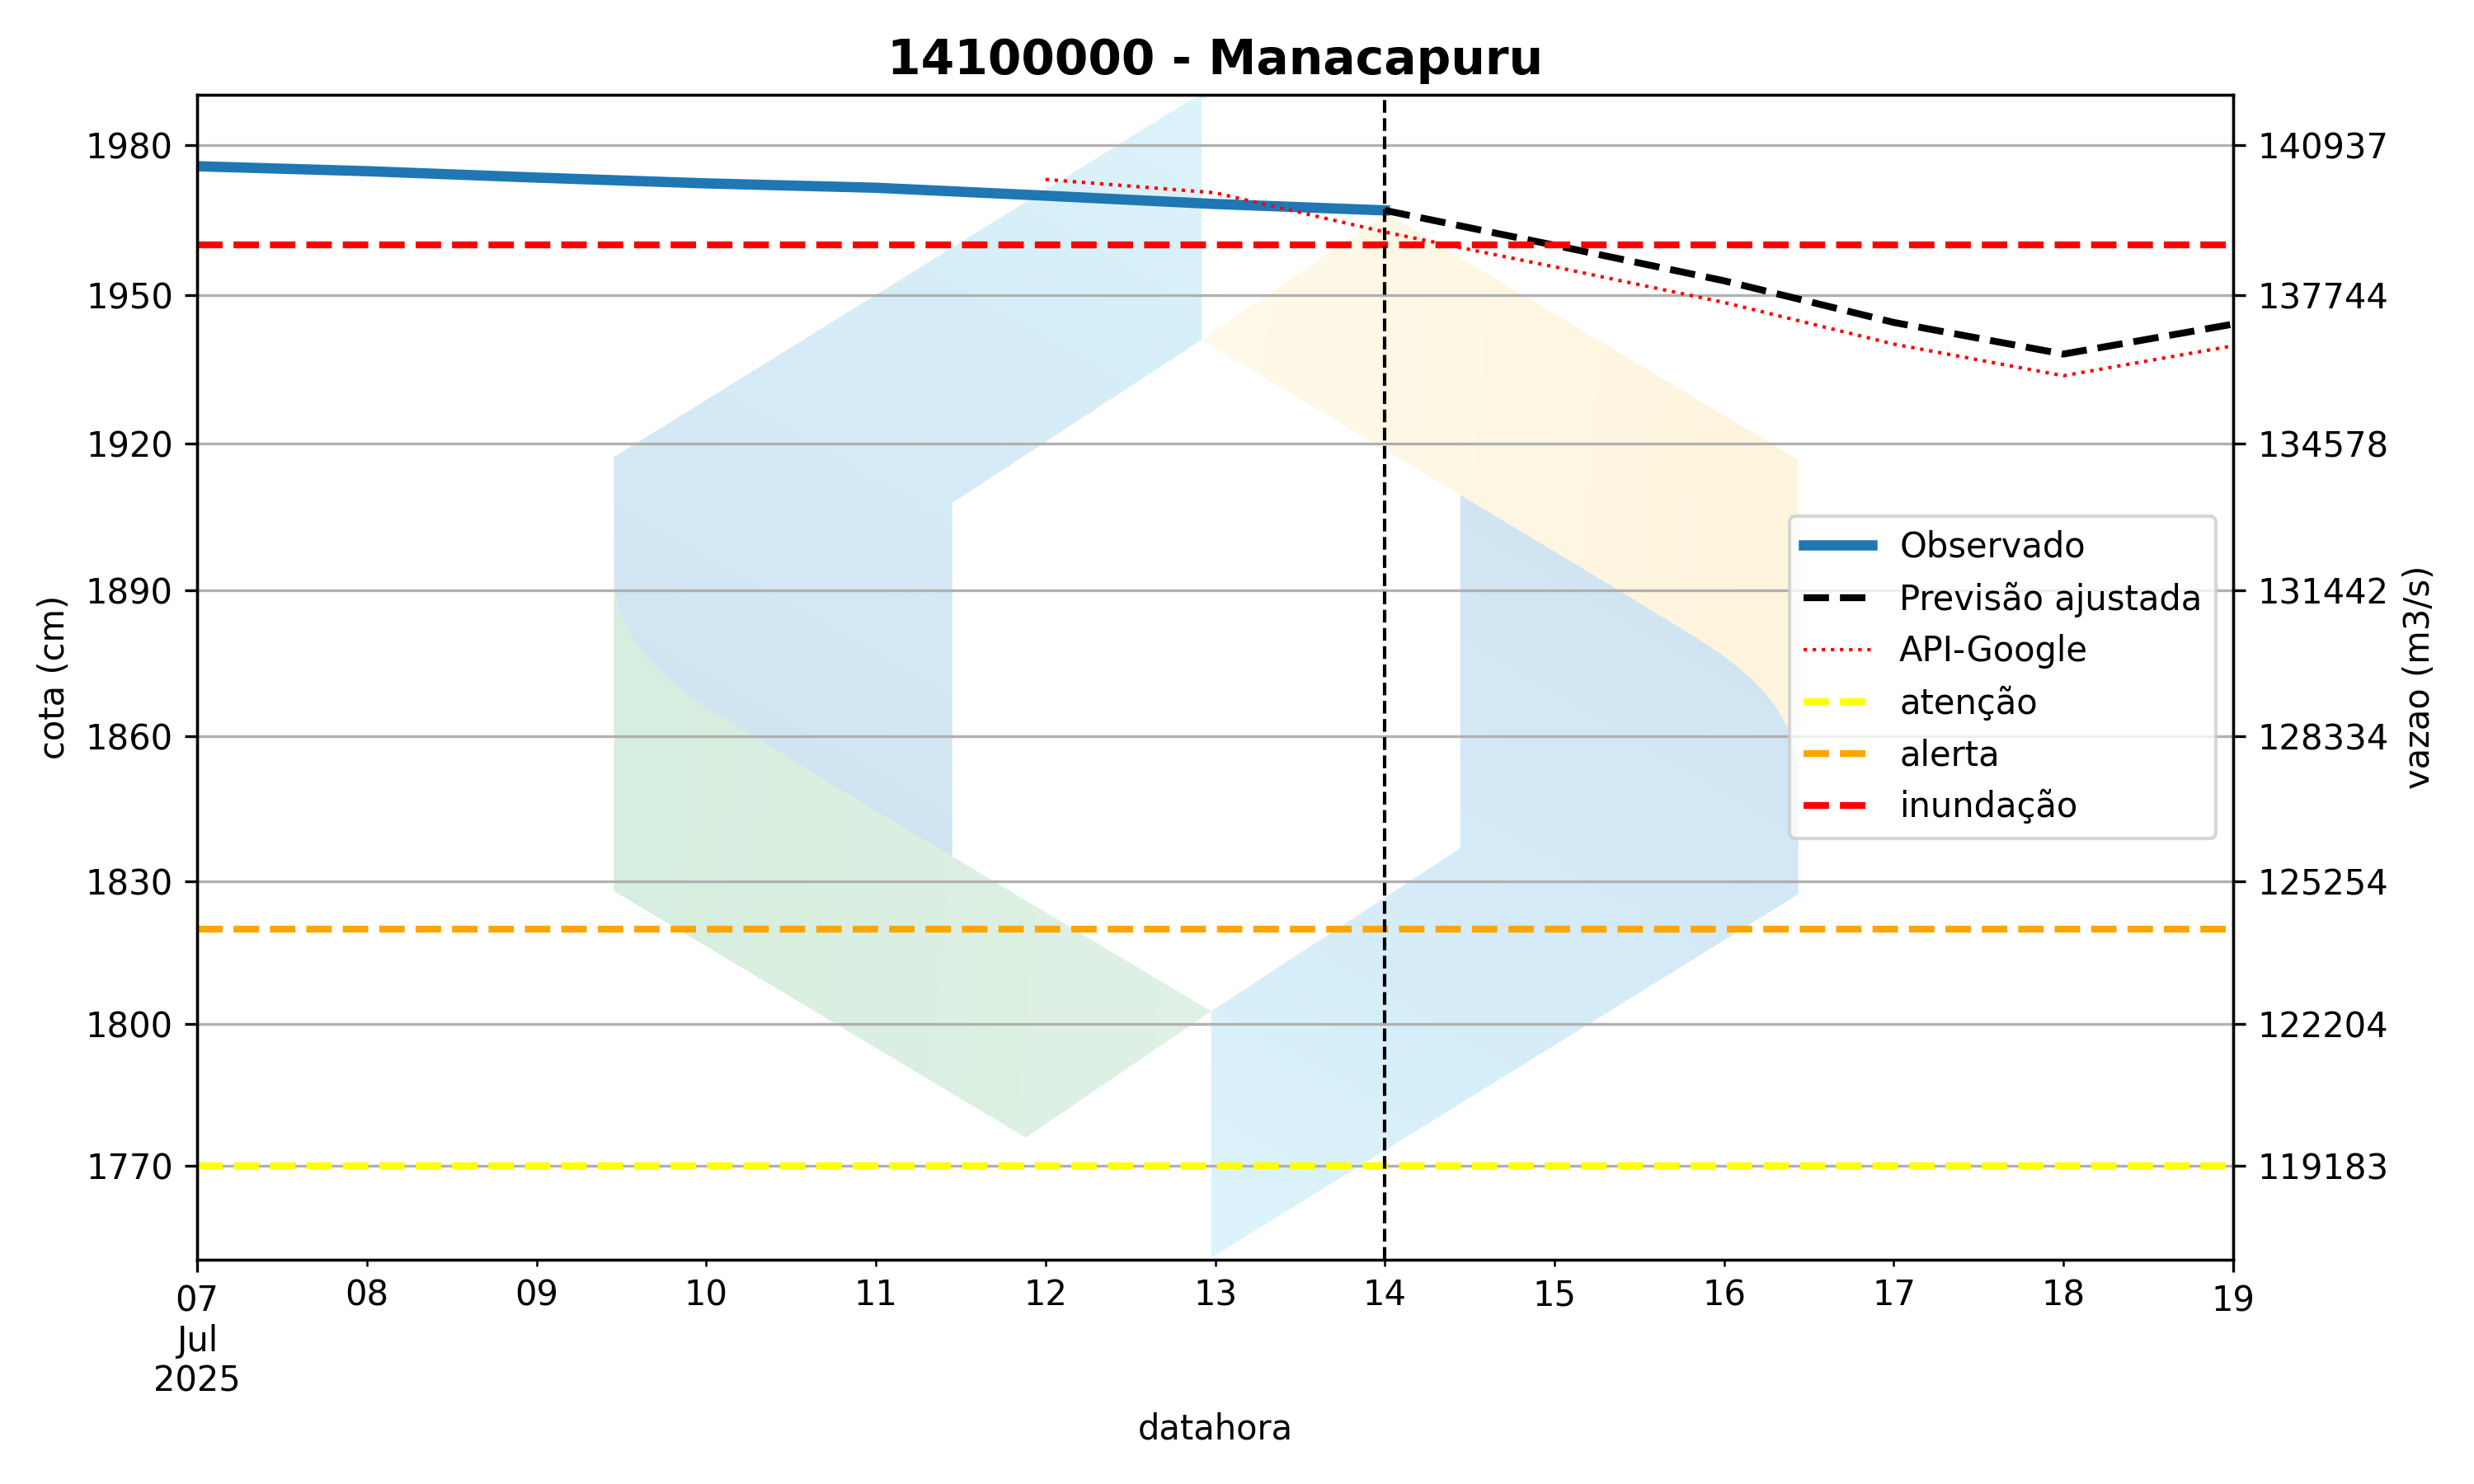 14100000 - Manacapuru
cota (cm)
1980
1950
1920
1890
1860
1830
1800
1770
140937
137744
134578
131442
128334
125254
122204
119183
vazao (m3/s)
Observado
Previsão ajustada
API-Google
atenção
alerta
inundação
07 08 09 10 11 12 13 14 15 16 17 18 19
Jul
2025
datahora